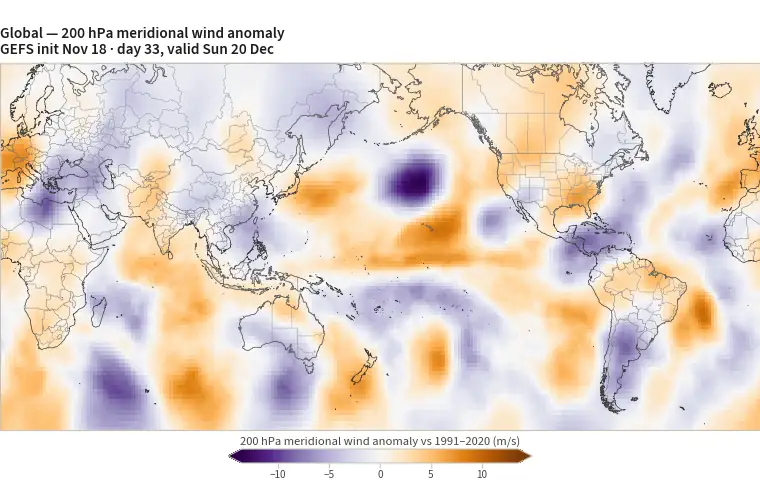 Global — 200 hPa meridional wind anomaly
GEFS init Nov 18 · day 33, valid Sun 20 Dec
200 hPa meridional wind anomaly vs 1991–2020 (m/s)
−10 −5 0 5 10